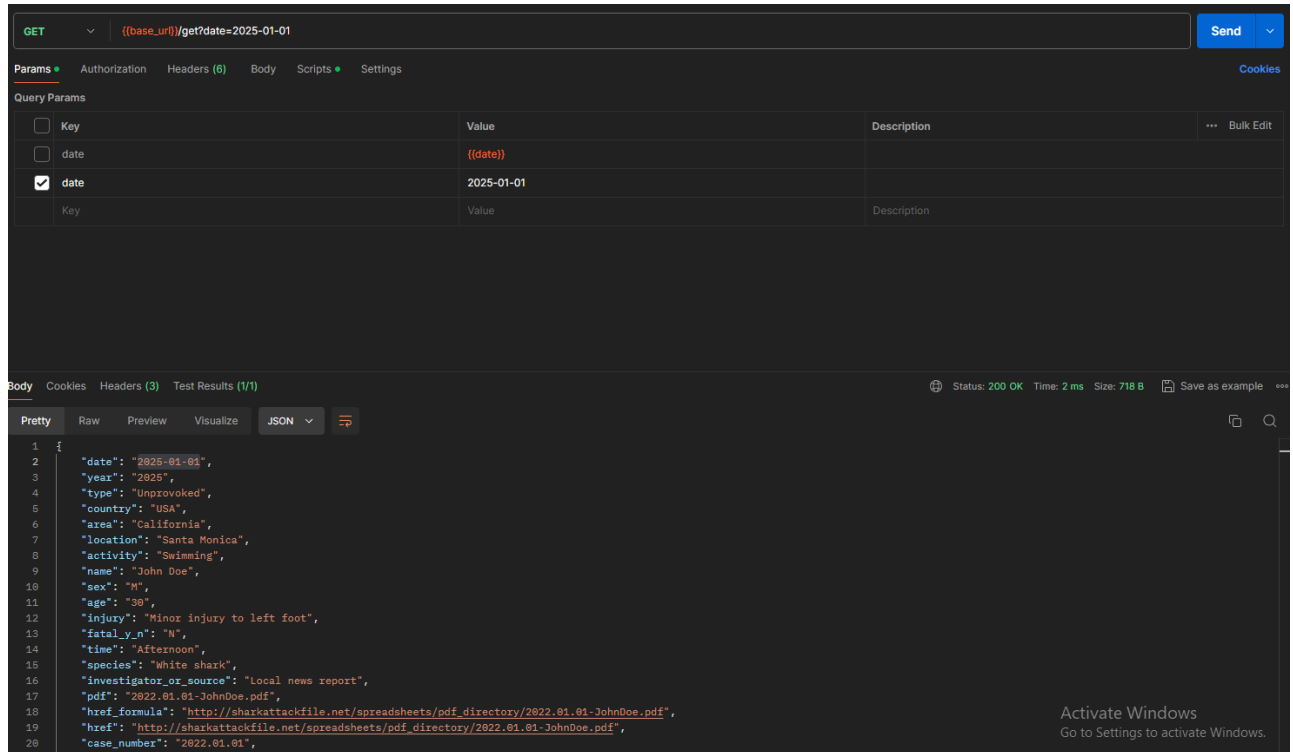 GET {{base_url}}/get?date=2025-01-01 Send
Params Authorization Headers (6) Body Scripts Settings Cookies
Query Params
Key Value Description ••• Bulk Edit
date {{date}}
date 2025-01-01
Key Value Description
Body Cookies Headers (3) Test Results (1/1) Status: 200 OK Time: 2 ms Size: 718 B Save as example •••
Pretty Raw Preview Visualize JSON
1 {
2 "date": "2025-01-01",
3 "year": "2025",
4 "type": "Unprovoked",
5 "country": "USA",
6 "area": "California",
7 "location": "Santa Monica",
8 "activity": "Swimming",
9 "name": "John Doe",
10 "sex": "M",
11 "age": "30",
12 "injury": "Minor injury to left foot",
13 "fatal_y_n": "N",
14 "time": "Afternoon",
15 "species": "White shark",
16 "investigator_or_source": "Local news report",
17 "pdf": "2022.01.01-JohnDoe.pdf",
18 "href_formula": "http://sharkattackfile.net/spreadsheets/pdf_directory/2022.01.01-JohnDoe.pdf",
19 "href": "http://sharkattackfile.net/spreadsheets/pdf_directory/2022.01.01-JohnDoe.pdf",
20 "case_number": "2022.01.01",
Activate Windows
Go to Settings to activate Windows.